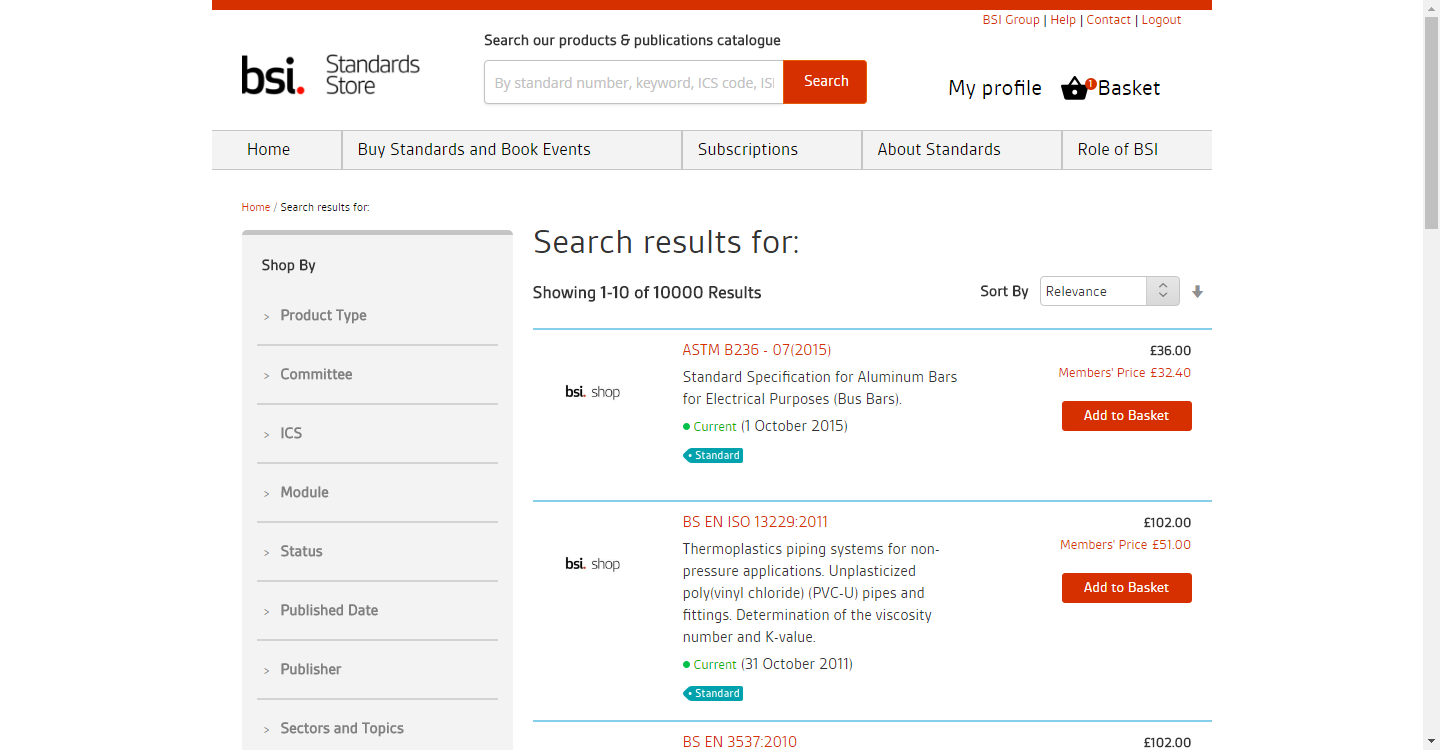 BSI Group | Help | Contact | Logout
Search our products & publications catalogue
bsi. Standards Store
By standard number, keyword, ICS code, ISI
Search
My profile
1
Basket
Home
Buy Standards and Book Events
Subscriptions
About Standards
Role of BSI
Home / Search results for:
Shop By
> Product Type
> Committee
> ICS
> Module
> Status
> Published Date
> Publisher
> Sectors and Topics
Search results for:
Showing 1-10 of 10000 Results
Sort By
Relevance
bsi. shop
ASTM B236 - 07(2015)
Standard Specification for Aluminum Bars
for Electrical Purposes (Bus Bars).
Current (1 October 2015)
Standard
£36.00
Members' Price £32.40
Add to Basket
bsi. shop
BS EN ISO 13229:2011
Thermoplastics piping systems for non-
pressure applications. Unplasticized
poly(vinyl chloride) (PVC-U) pipes and
fittings. Determination of the viscosity
number and K-value.
Current (31 October 2011)
Standard
£102.00
Members' Price £51.00
Add to Basket
BS EN 3537:2010
£102.00